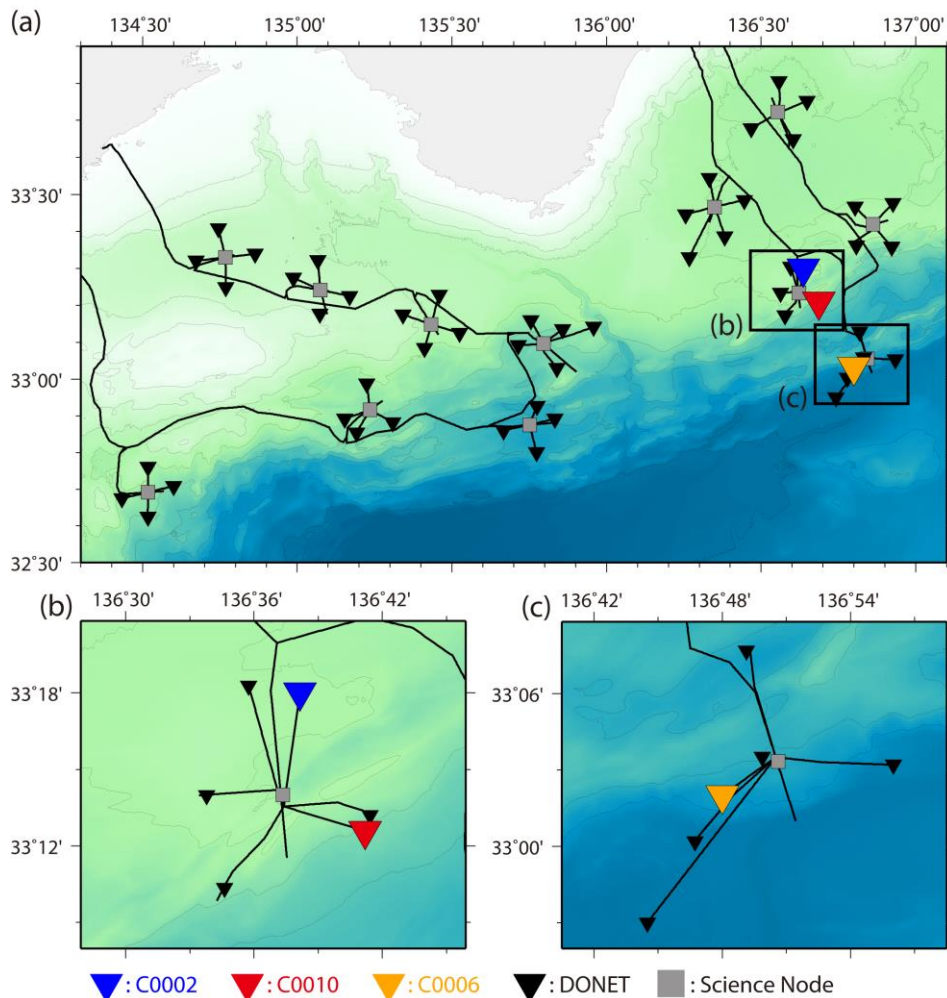 (a)
134˚30' 135˚00' 135˚30' 136˚00' 136˚30' 137˚00'
33˚30'
33˚00'
32˚30'
(b)
(c)
(b) 136˚30' 136˚36' 136˚42'
33˚18'
33˚12'
(c) 136˚42' 136˚48' 136˚54'
33˚06'
33˚00'
: C0002 : C0010 : C0006 : DONET : Science Node